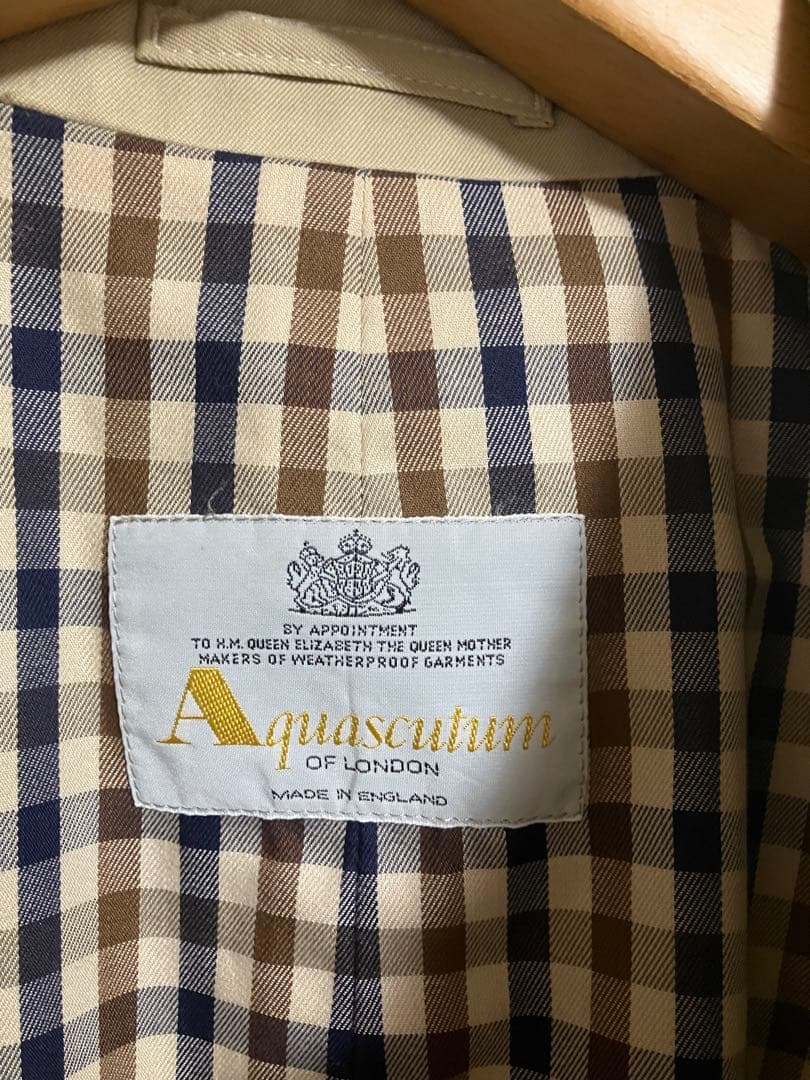 BY APPOINTMENT
TO H.M. QUEEN ELIZABETH THE QUEEN MOTHER
MAKERS OF WEATHERPROOF GARMENTS
Aquascutum
OF LONDON
MADE IN ENGLAND